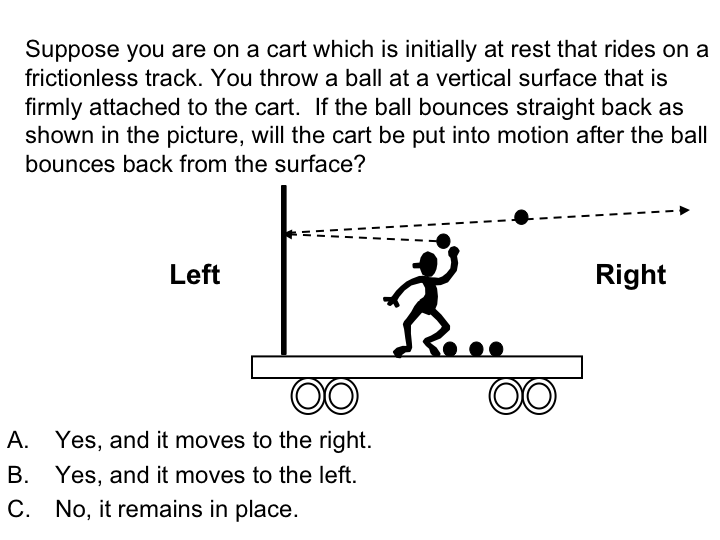 Suppose you are on a cart which is initially at rest that rides on a
frictionless track. You throw a ball at a vertical surface that is
firmly attached to the cart.  If the ball bounces straight back as
shown in the picture, will the cart be put into motion after the ball
bounces back from the surface?
Left
Right
A. Yes, and it moves to the right.
B. Yes, and it moves to the left.
C. No, it remains in place.